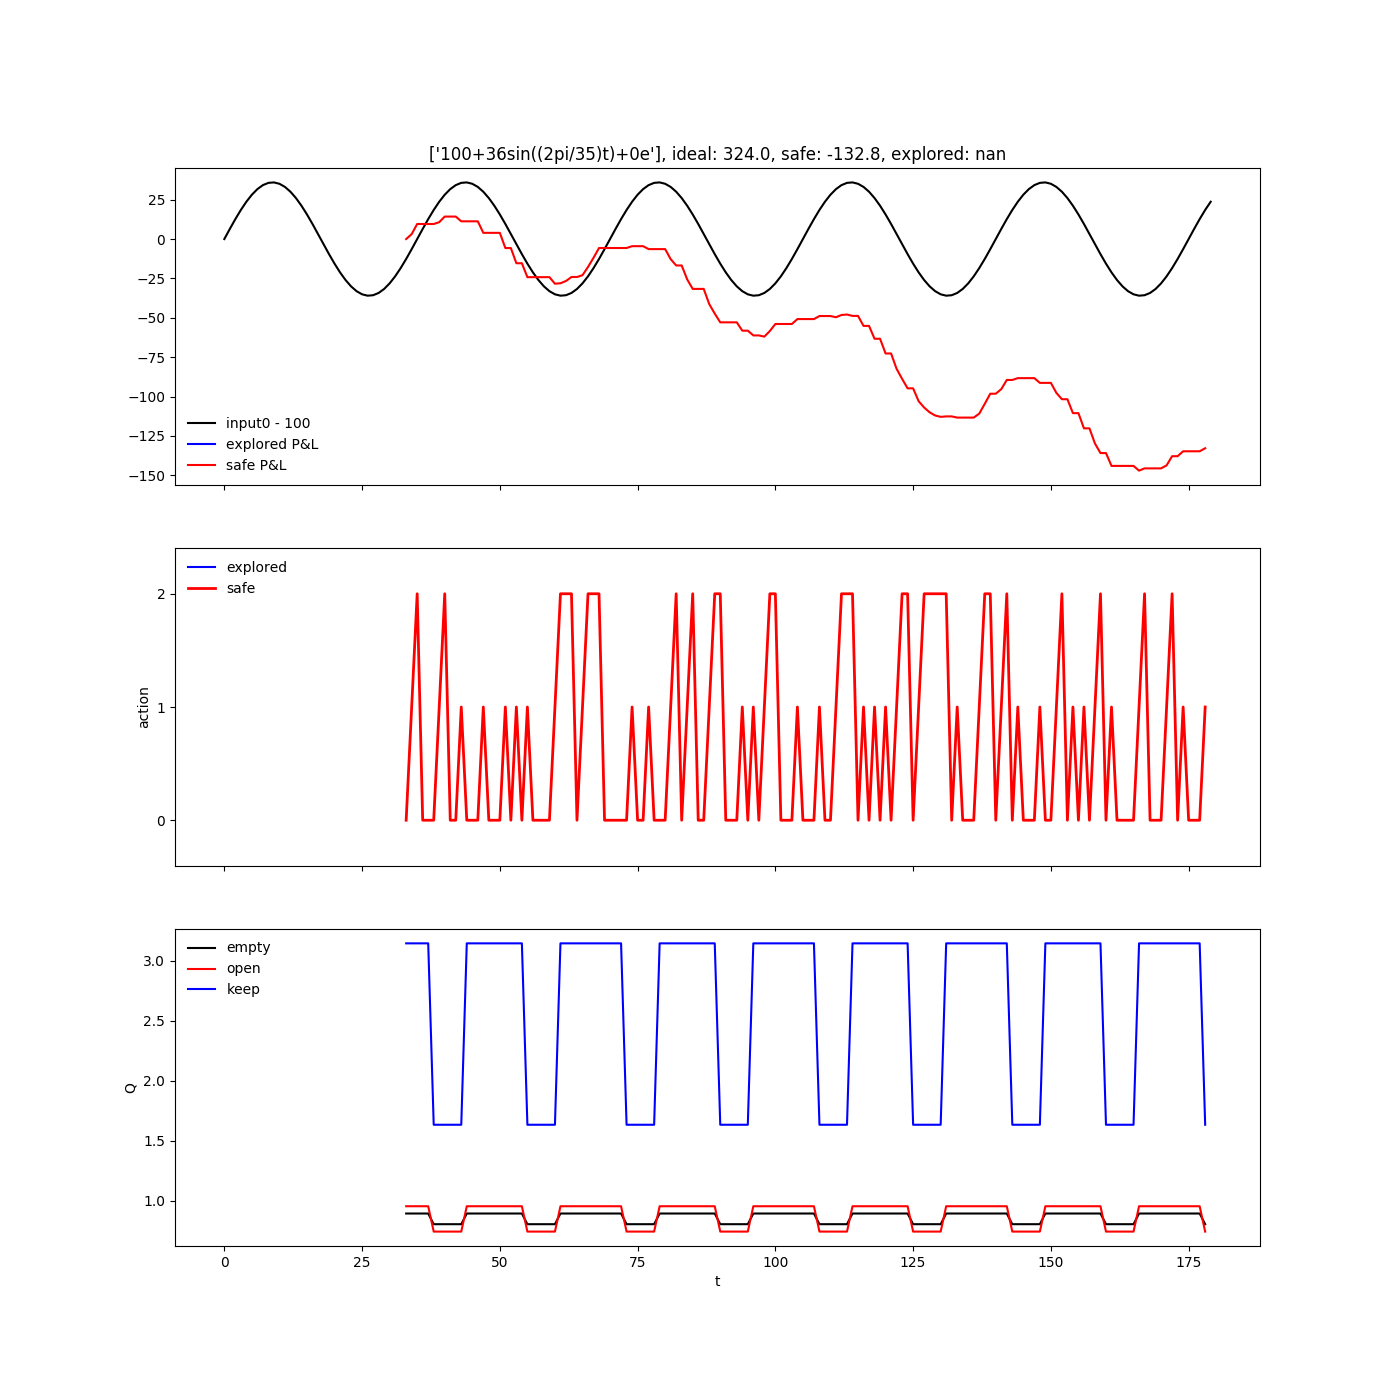 ['100+36sin((2pi/35)t)+0e'], ideal: 324.0, safe: -132.8, explored: nan
25
0
−25
−50
−75
−100
−125
−150
input0 - 100
explored P&L
safe P&L
explored
safe
2
1
0
action
empty
open
keep
3.0
2.5
2.0
1.5
1.0
Q
0
25
50
75
100
125
150
175
t